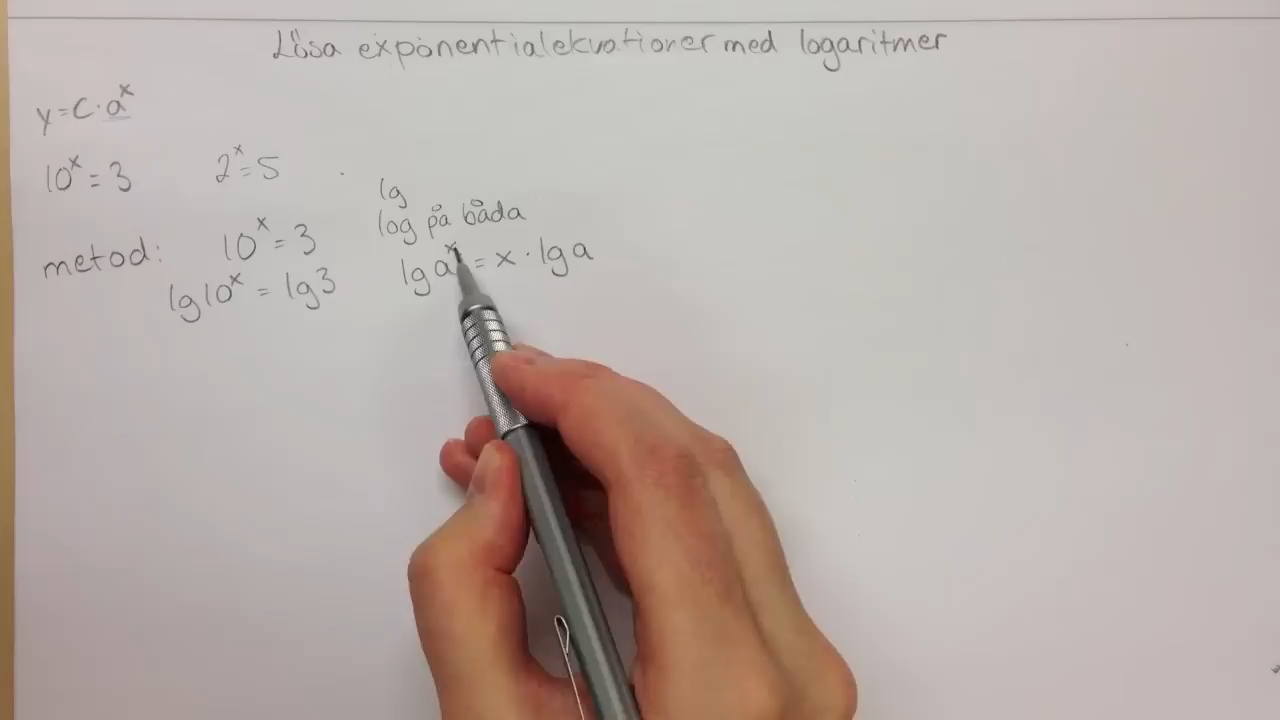 Lösa exponentialekvationer med logaritmer
y = C · a^x
10^x = 3 2^x = 5
lg
log på båda
metod: 10^x = 3
lg a^x = x · lg a
lg 10^x = lg 3